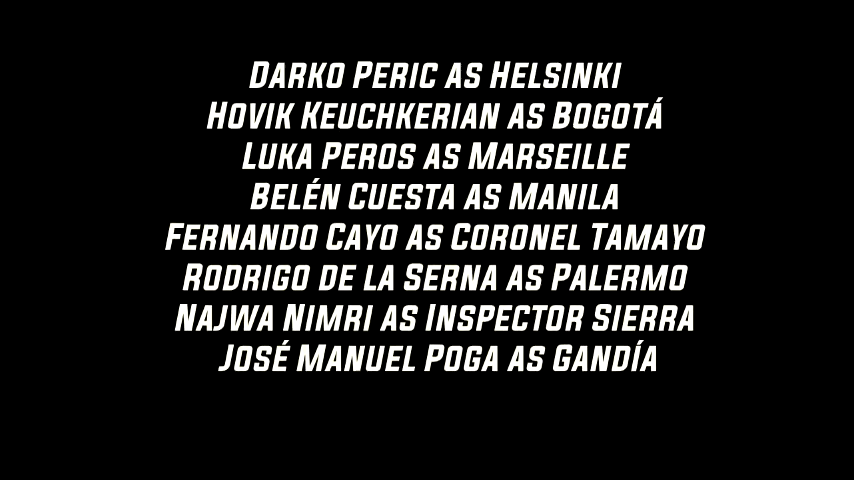 Darko Peric as Helsinki
Hovik Keuchkerian as Bogotá
Luka Peros as Marseille
Belén Cuesta as Manila
Fernando Cayo as Coronel Tamayo
Rodrigo de la Serna as Palermo
Najwa Nimri as Inspector Sierra
José Manuel Poga as Gandía